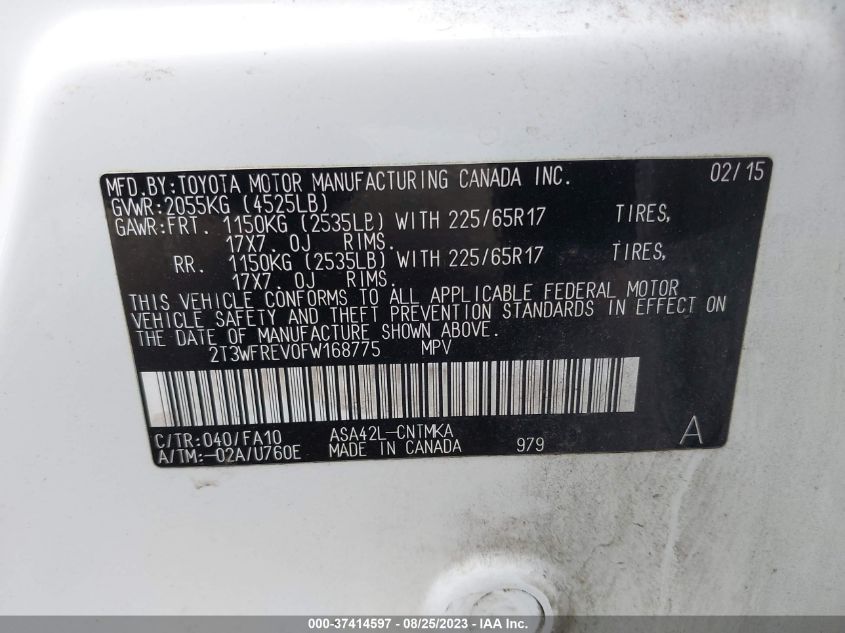 MFD.BY:TOYOTA MOTOR MANUFACTURING CANADA INC. 02/15
GVWR:2055KG (4525LB)
GAWR:FRT. 1150KG (2535LB) WITH 225/65R17 TIRES,
17X7.0J RIMS.
RR. 1150KG (2535LB) WITH 225/65R17 TIRES,
17X7.0J RIMS.
THIS VEHICLE CONFORMS TO ALL APPLICABLE FEDERAL MOTOR
VEHICLE SAFETY AND THEFT PREVENTION STANDARDS IN EFFECT ON
THE DATE OF MANUFACTURE SHOWN ABOVE.
2T3WFREV0FW168775 MPV
C/TR:040/FA10 ASA42L-CNTMKA A
A/TM:-02A/U760E MADE IN CANADA 979
000-37414597 - 08/25/2023 - IAA Inc.